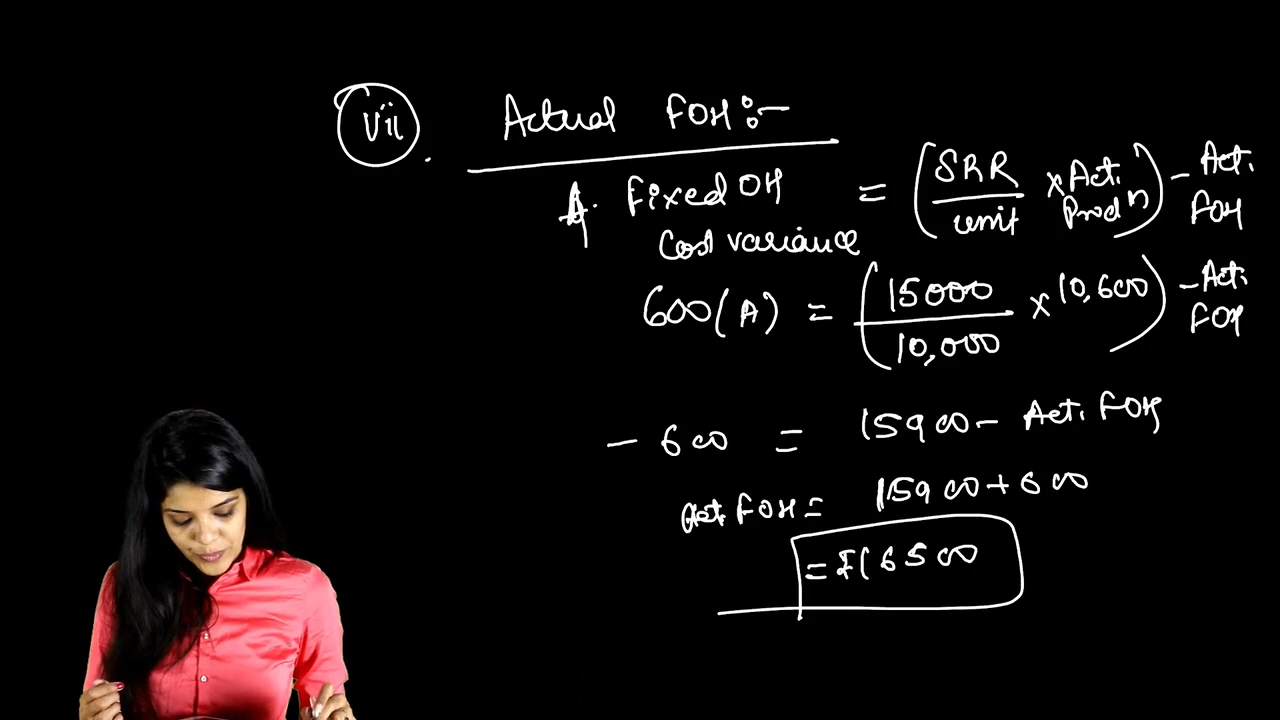 Vii. Actual FOH :-
A. Fixed OH Cost variance = (SRR/unit × Act. Prodⁿ) - Act. FOH
600(A) = (15000/10,000 × 10,600) - Act. FOH
- 600 = 15900 - Act. FOH
Act. FOH = 15900 + 600
= ₹16500